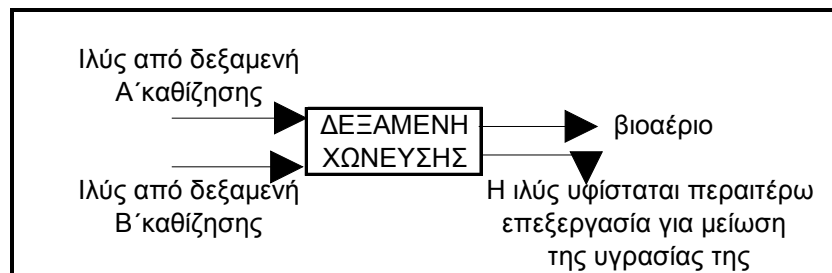 Ιλύς από δεξαμενή
Α΄καθίζησης
ΔΕΞΑΜΕΝΗ
ΧΩΝΕΥΣΗΣ
βιοαέριο
Ιλύς από δεξαμενή
Β΄καθίζησης
Η ιλύς υφίσταται περαιτέρω
επεξεργασία για μείωση
της υγρασίας της